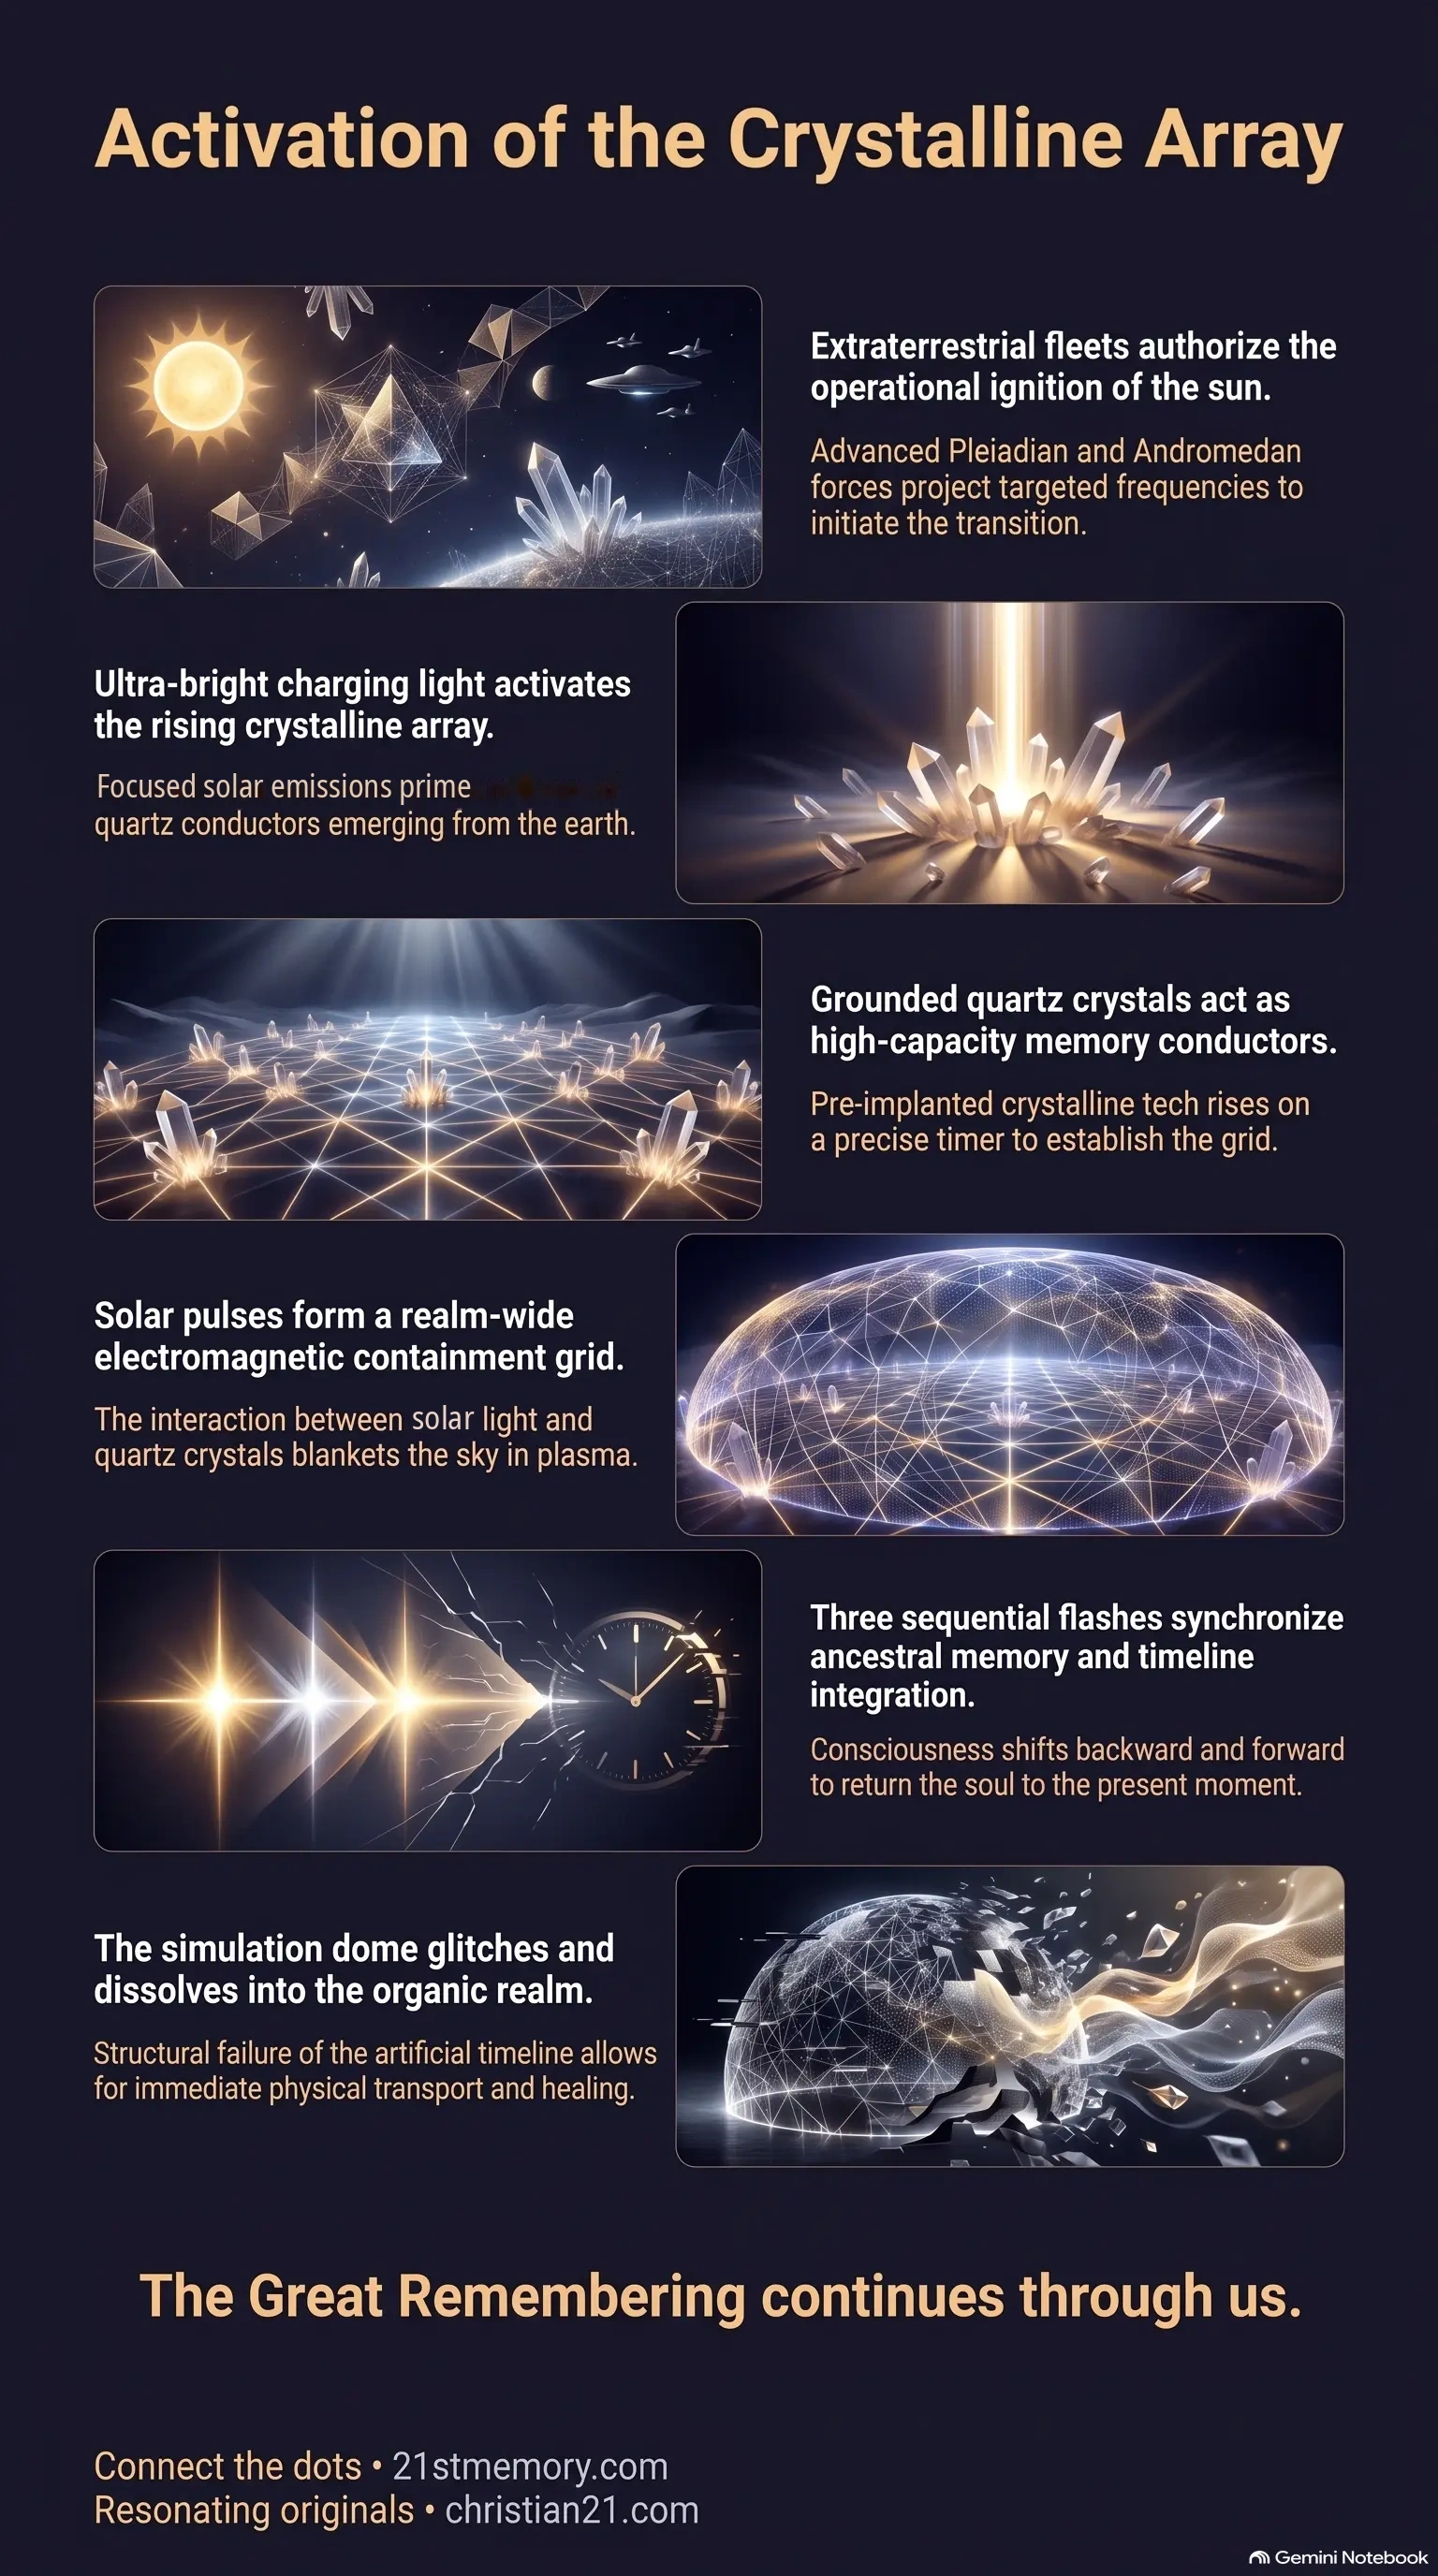 Activation of the Crystalline Array
Extraterrestrial fleets authorize the
operational ignition of the sun.
Advanced Pleiadian and Andromedan
forces project targeted frequencies to
initiate the transition.
Ultra-bright charging light activates
the rising crystalline array.
Focused solar emissions prime
quartz conductors emerging from the earth.
Grounded quartz crystals act as
high-capacity memory conductors.
Pre-implanted crystalline tech rises on
a precise timer to establish the grid.
Solar pulses form a realm-wide
electromagnetic containment grid.
The interaction between solar light and
quartz crystals blankets the sky in plasma.
Three sequential flashes synchronize
ancestral memory and timeline
integration.
Consciousness shifts backward and forward
to return the soul to the present moment.
The simulation dome glitches and
dissolves into the organic realm.
Structural failure of the artificial timeline allows
for immediate physical transport and healing.
The Great Remembering continues through us.
Connect the dots • 21stmemory.com
Resonating originals • christian21.com
Gemini Notebook